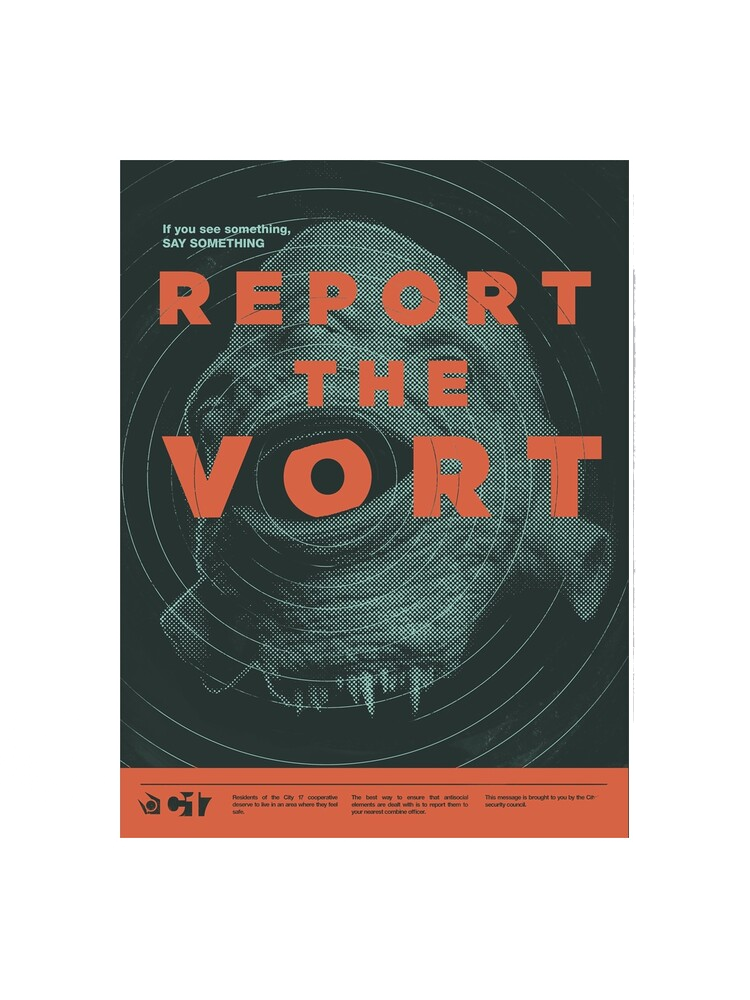 If you see something,
SAY SOMETHING
REPORT
THE
VORT
C17
Residents of the City 17 cooperative
deserve to live in an area where they feel
safe.
The best way to ensure that antisocial
elements are dealt with is to report them to
your nearest combine officer.
This message is brought to you by the
security council.